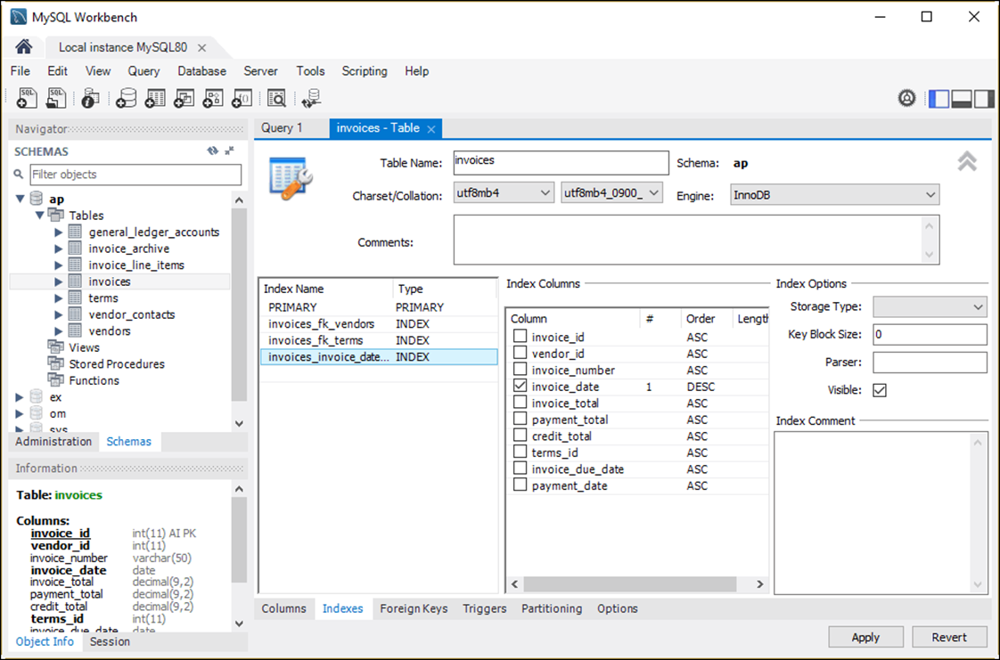 MySQL Workbench
Local instance MySQL80
File Edit View Query Database Server Tools Scripting Help
Navigator
SCHEMAS
Filter objects
ap
Tables
general_ledger_accounts
invoice_archive
invoice_line_items
invoices
terms
vendor_contacts
vendors
Views
Stored Procedures
Functions
ex
om
sys
Administration Schemas
Information
Table: invoices
Columns:
invoice_id int(11) AI PK
vendor_id int(11)
invoice_number varchar(50)
invoice_date date
invoice_total decimal(9,2)
payment_total decimal(9,2)
credit_total decimal(9,2)
terms_id int(11)
invoice_due_date date
Object Info Session
Query 1 invoices - Table
Table Name: invoices Schema: ap
Charset/Collation: utf8mb4 utf8mb4_0900_ Engine: InnoDB
Comments:
Index Name Type
PRIMARY PRIMARY
invoices_fk_vendors INDEX
invoices_fk_terms INDEX
invoices_invoice_date... INDEX
Index Columns
Column # Order Length
invoice_id ASC
vendor_id ASC
invoice_number ASC
invoice_date 1 DESC
invoice_total ASC
payment_total ASC
credit_total ASC
terms_id ASC
invoice_due_date ASC
payment_date ASC
Index Options
Storage Type:
Key Block Size: 0
Parser:
Visible:
Index Comment
Columns Indexes Foreign Keys Triggers Partitioning Options
Apply Revert